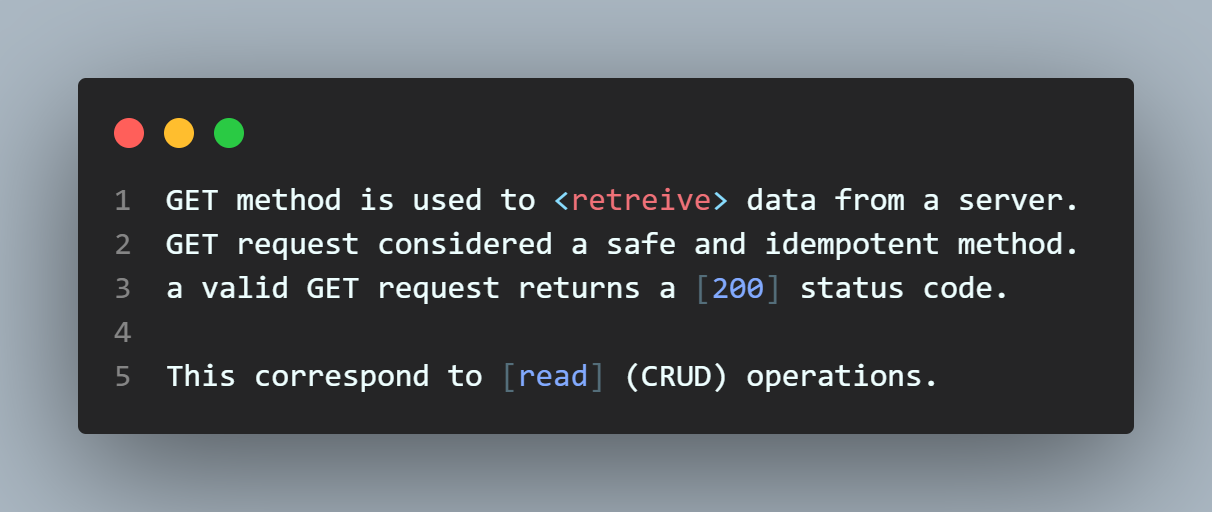 1 GET method is used to <retreive> data from a server.
2 GET request considered a safe and idempotent method.
3 a valid GET request returns a [200] status code.
4
5 This correspond to [read] (CRUD) operations.